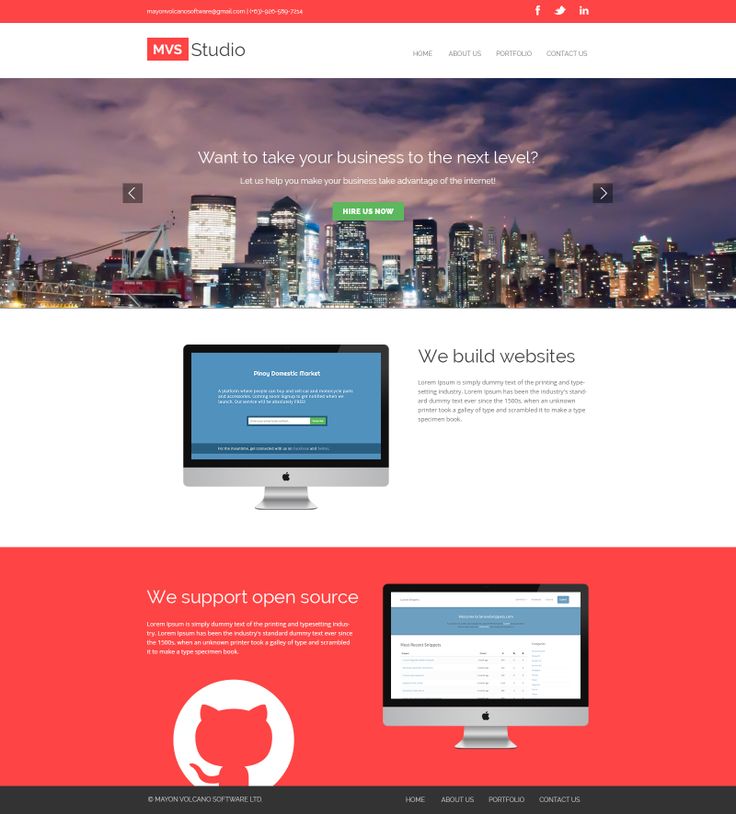 mayonvolcanosoftware@gmail.com | (+63)-926-569-7214
MVS Studio
HOME ABOUT US PORTFOLIO CONTACT US
Want to take your business to the next level?
Let us help you make your business take advantage of the internet!
HIRE US NOW
Pinoy Domestic Market
A platform where people can buy and sell car and motorcycle parts
and accessories. Coming soon! Signup to get notified when we
launch. Our service will be absolutely FREE!
For the meantime, get connected with us on Facebook and Twitter.
We build websites
Lorem Ipsum is simply dummy text of the printing and type-
setting industry. Lorem Ipsum has been the industry's stand-
ard dummy text ever since the 1500s, when an unknown
printer took a galley of type and scrambled it to make a type
specimen book.
We support open source
Lorem Ipsum is simply dummy text of the printing and typesetting indus-
try. Lorem Ipsum has been the industry's standard dummy text ever since
the 1500s, when an unknown printer took a galley of type and scrambled
it to make a type specimen book.
Most Recent Snippets
© MAYON VOLCANO SOFTWARE LTD.
HOME ABOUT US PORTFOLIO CONTACT US